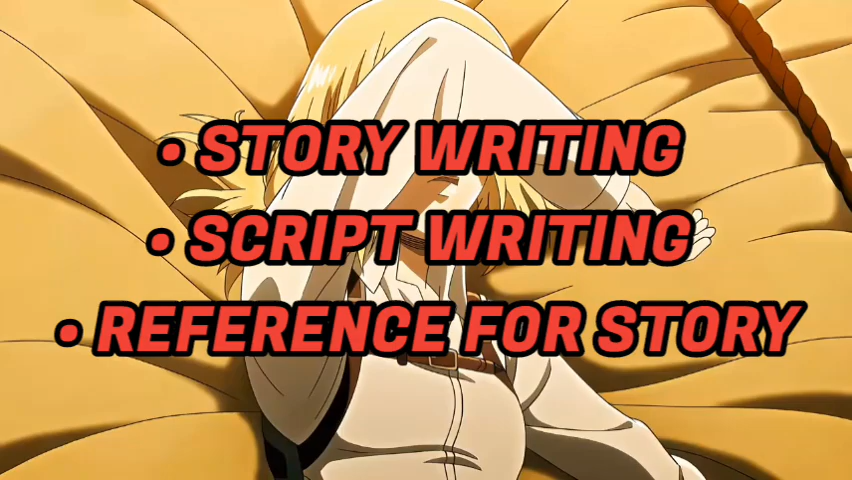 • STORY WRITING
• SCRIPT WRITING
• REFERENCE FOR STORY